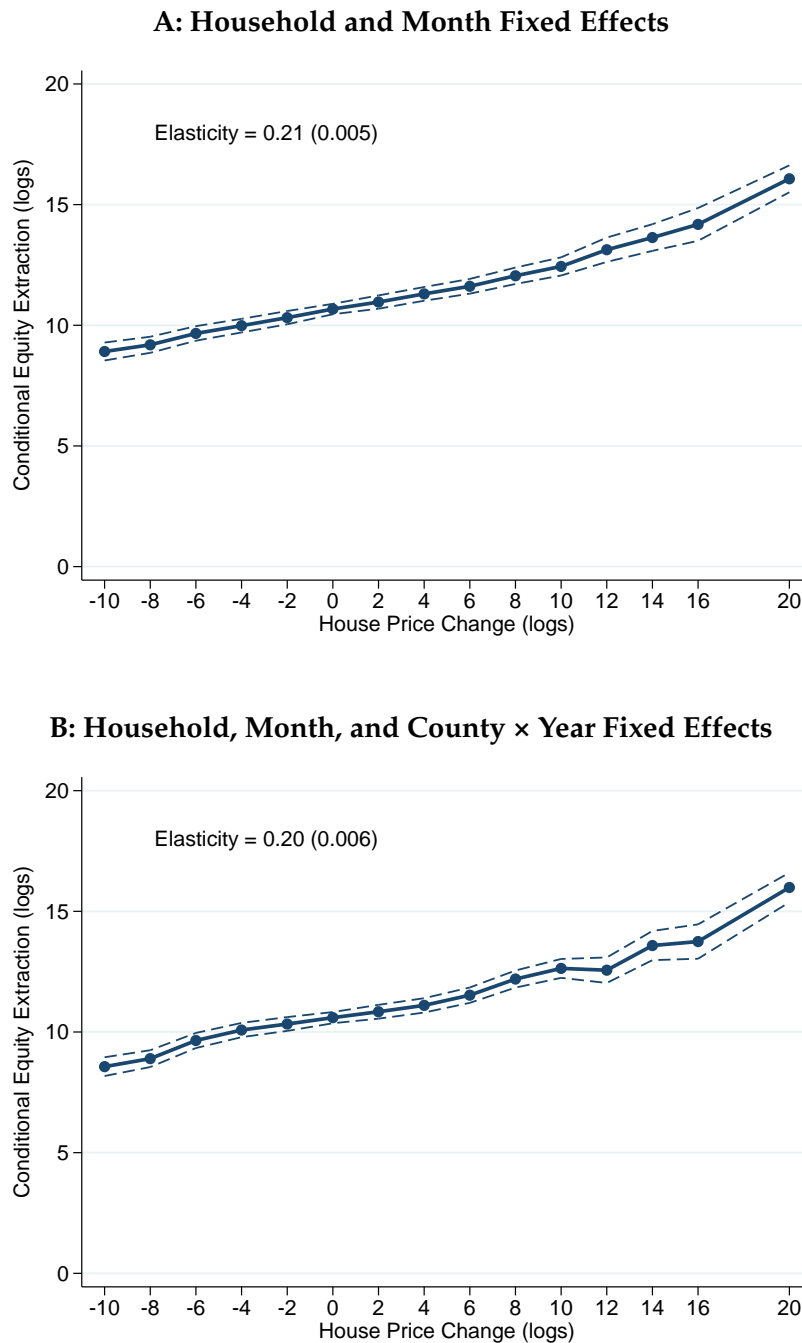 A: Household and Month Fixed Effects
Elasticity = 0.21 (0.005)
Conditional Equity Extraction (logs)
20
15
10
5
0
-10 -8 -6 -4 -2 0 2 4 6 8 10 12 14 16 20
House Price Change (logs)
B: Household, Month, and County × Year Fixed Effects
Elasticity = 0.20 (0.006)
Conditional Equity Extraction (logs)
20
15
10
5
0
-10 -8 -6 -4 -2 0 2 4 6 8 10 12 14 16 20
House Price Change (logs)